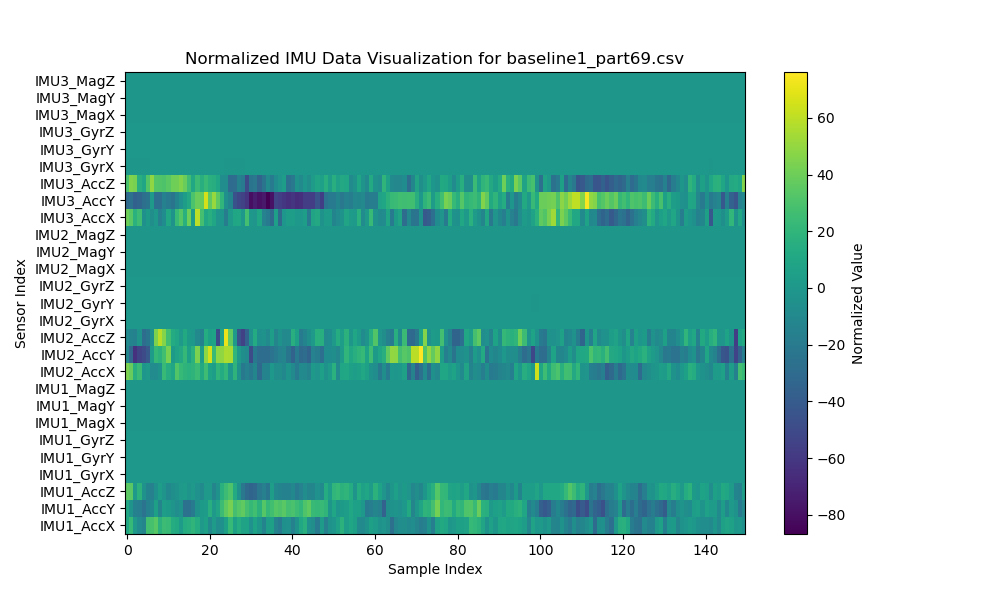 Normalized IMU Data Visualization for baseline1_part69.csv
IMU3_MagZ
IMU3_MagY
IMU3_MagX
IMU3_GyrZ
IMU3_GyrY
IMU3_GyrX
IMU3_AccZ
IMU3_AccY
IMU3_AccX
IMU2_MagZ
IMU2_MagY
IMU2_MagX
IMU2_GyrZ
IMU2_GyrY
IMU2_GyrX
IMU2_AccZ
IMU2_AccY
IMU2_AccX
IMU1_MagZ
IMU1_MagY
IMU1_MagX
IMU1_GyrZ
IMU1_GyrY
IMU1_GyrX
IMU1_AccZ
IMU1_AccY
IMU1_AccX
Sensor Index
0 20 40 60 80 100 120 140
Sample Index
60
40
20
0
−20
−40
−60
−80
Normalized Value